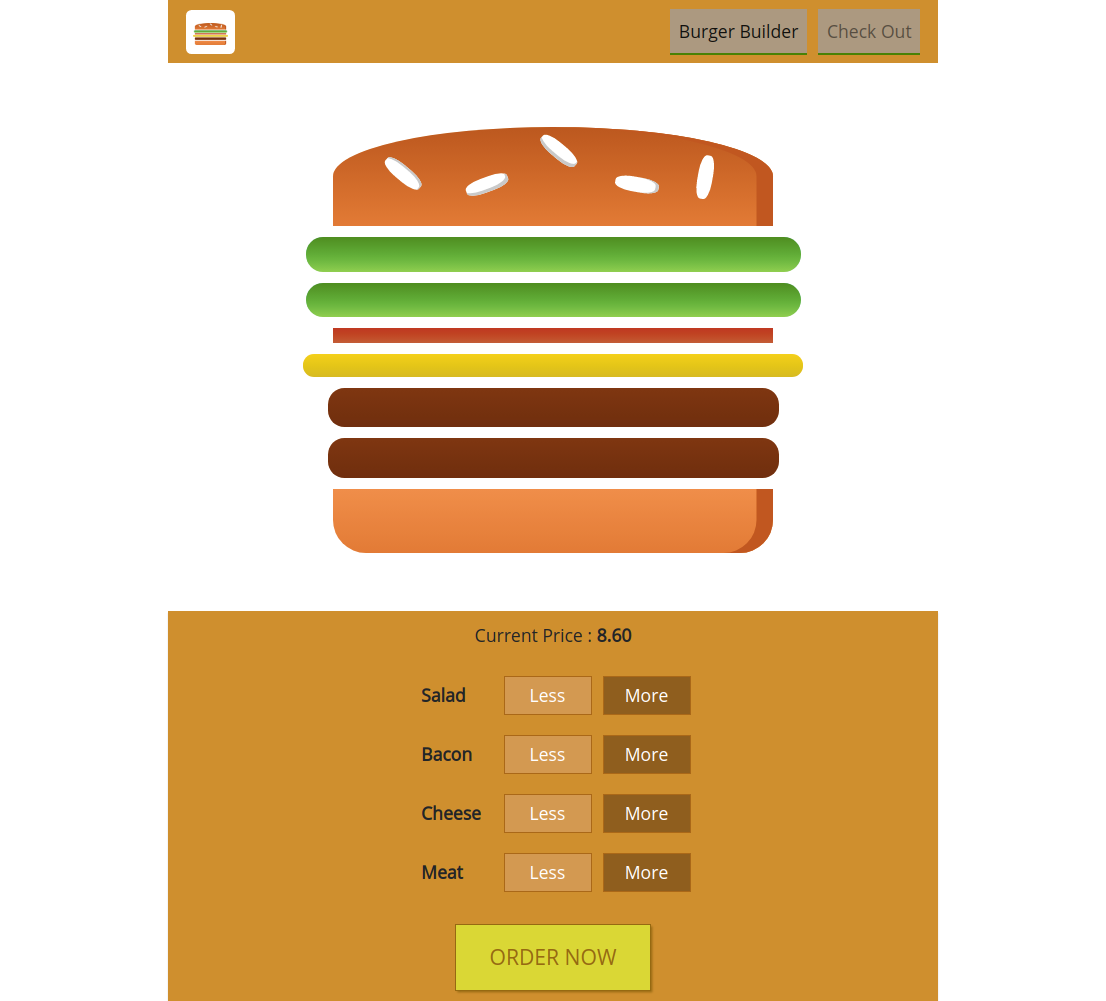 Burger Builder Check Out
Current Price : 8.60
Salad Less More
Bacon Less More
Cheese Less More
Meat Less More
ORDER NOW